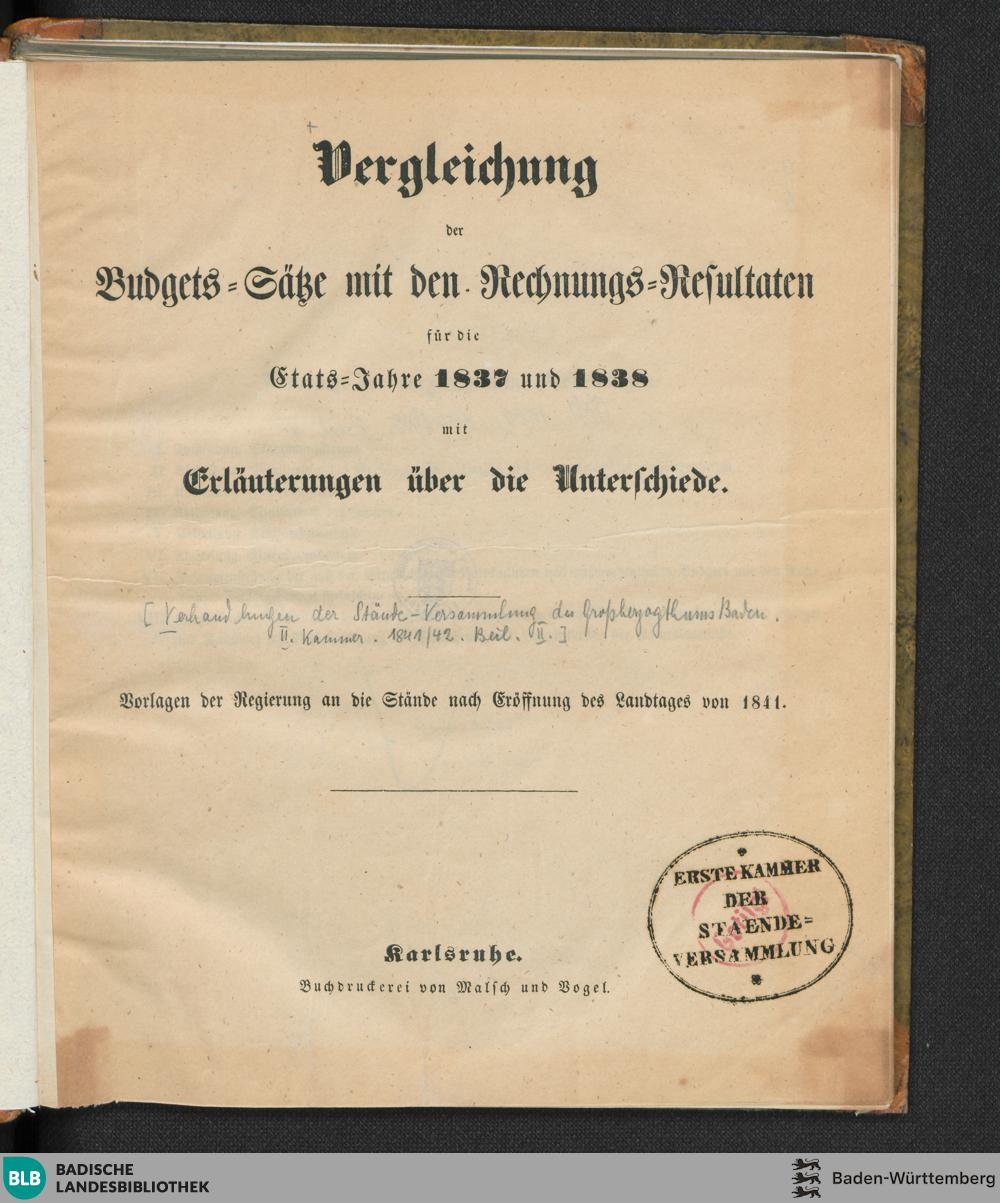 Vergleichung
der
Budgets-Sätze mit den Rechnungs-Resultaten
für die
Etats-Jahre 1837 und 1838
mit
Erläuterungen über die Unterschiede.
[Verhandlungen der Stände-Versammlung des Großherzogthums Baden.
II. Kammer. 1841/42. Beil. II.]
Vorlagen der Regierung an die Stände nach Eröffnung des Landtages von 1841.
Karlsruhe.
Buchdruckerei von Malsch und Vogel.
ERSTE KAMMER
DER
STAENDE=
VERSAMMLUNG
BLB
BADISCHE
LANDESBIBLIOTHEK
Baden-Württemberg